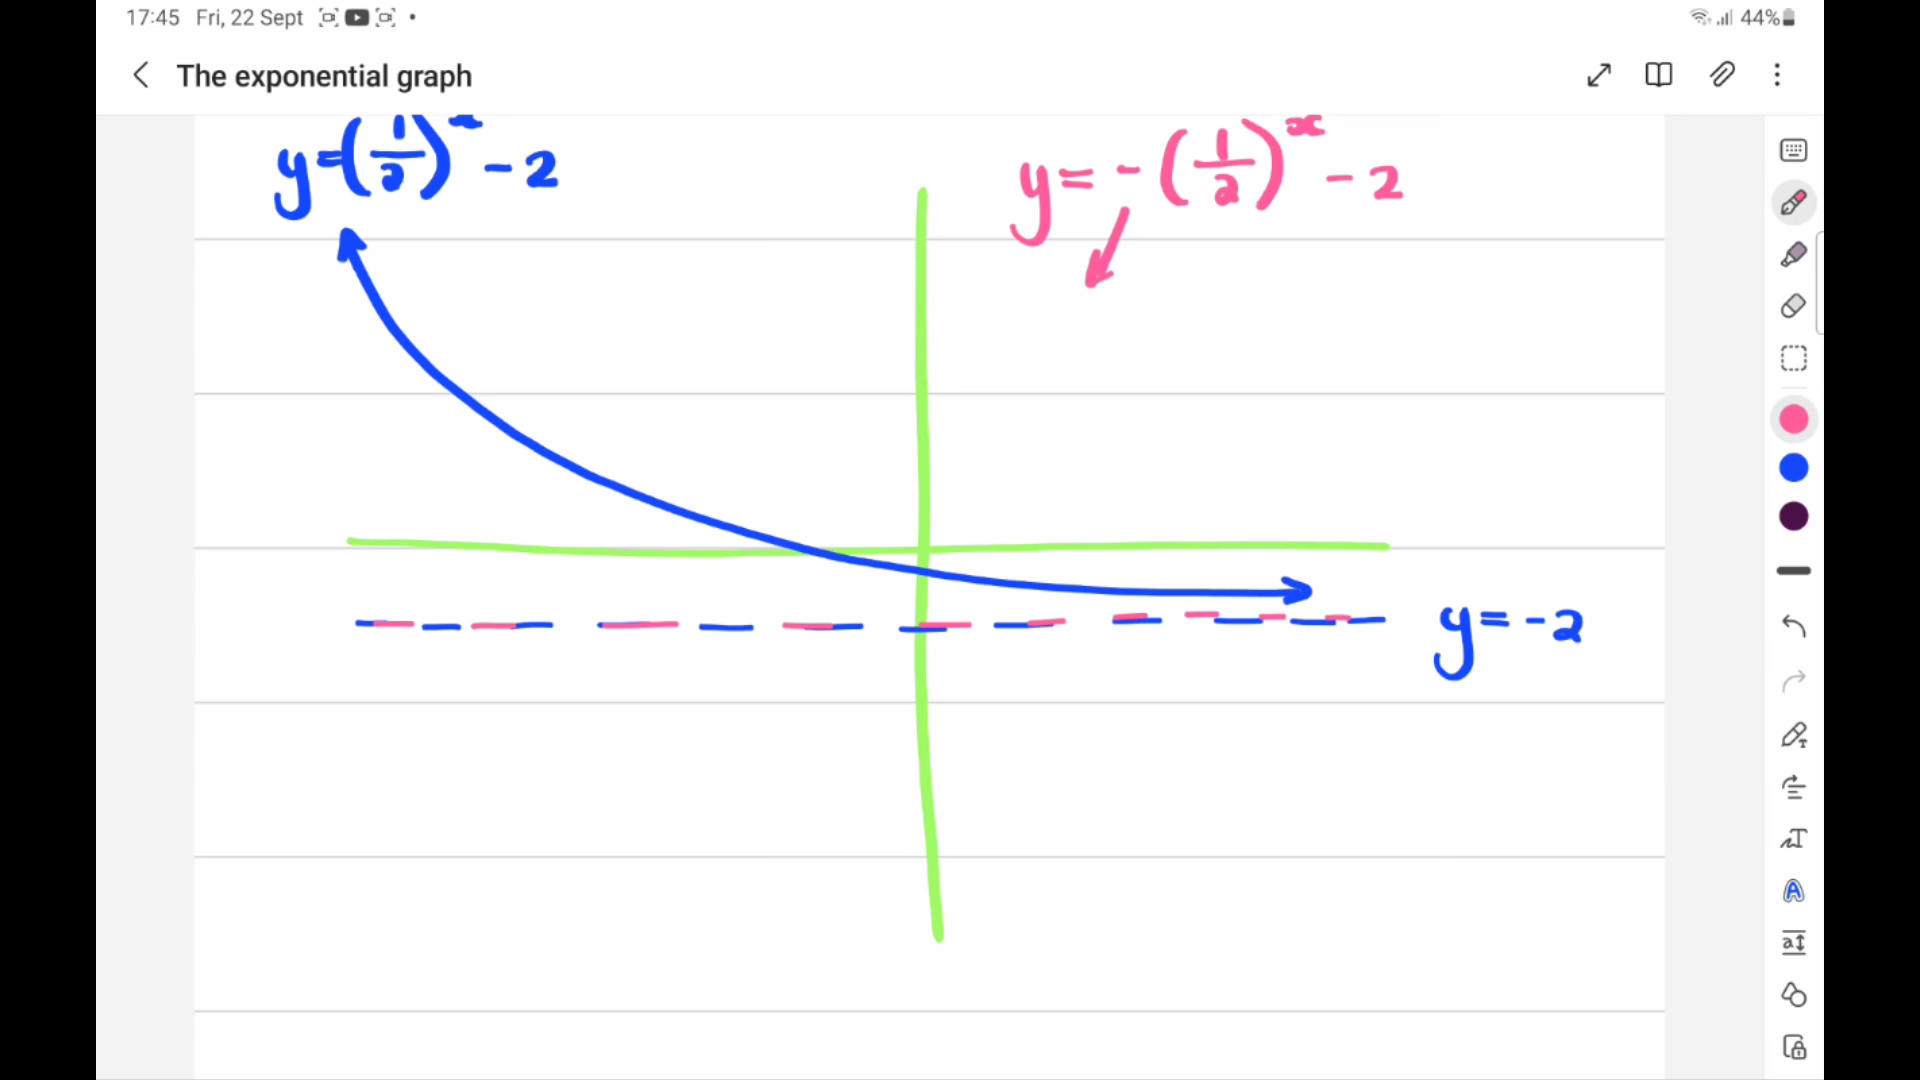 17:45 Fri, 22 Sept
44%
The exponential graph
y=(1/2)^x - 2
y= -(1/2)^x - 2
y= -2